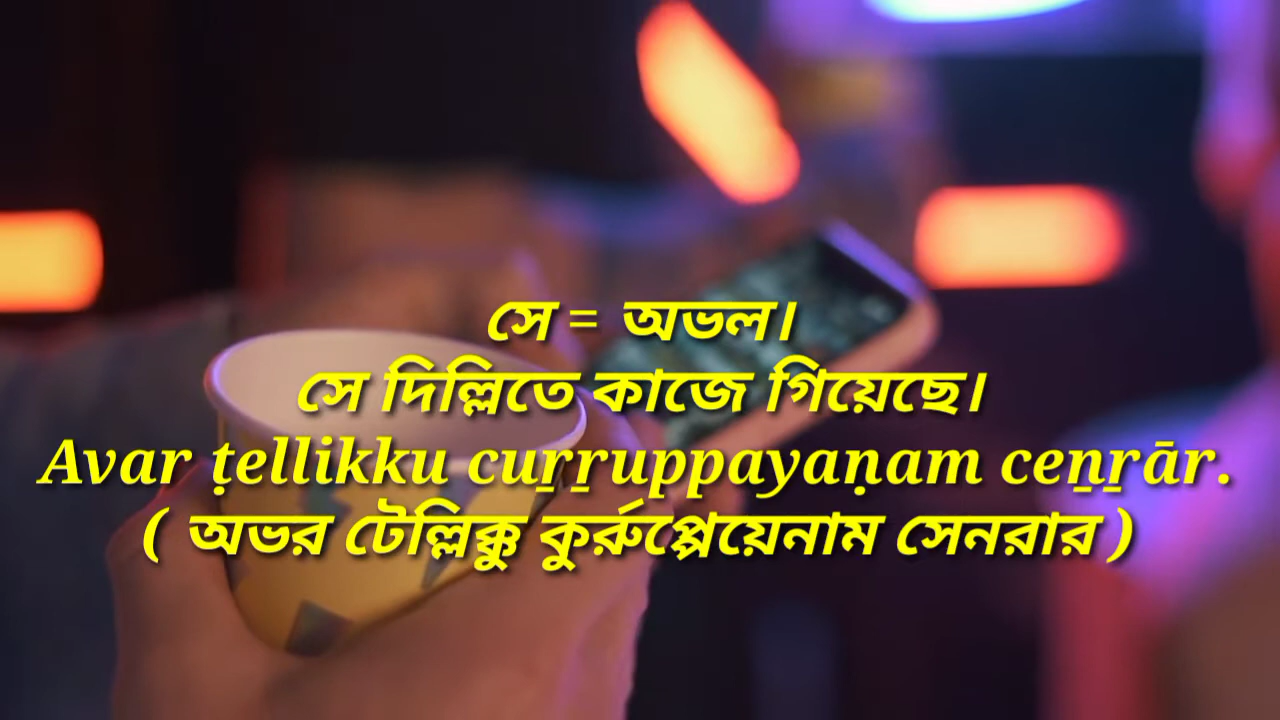 সে = অভল।
সে দিল্লিতে কাজে গিয়েছে।
Avar ṭellikku cuṟṟuppayaṇam ceṉṟār.
( অভর টেল্লিক্কু কুর্রুপ্পেয়েনাম সেনরার )